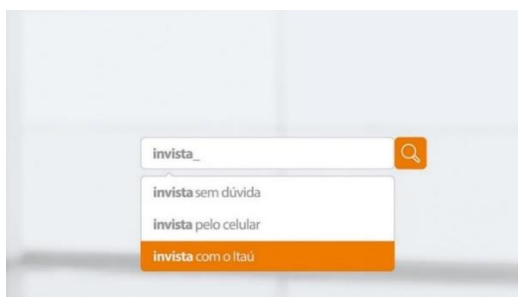 invista_
invista sem dúvida
invista pelo celular
invista com o Itaú